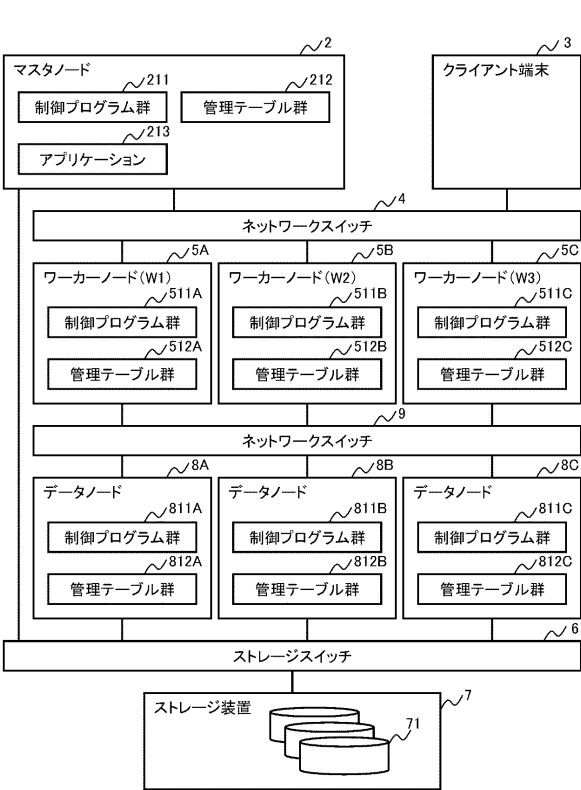 2
3
マスタノード
クライアント端末
211
212
制御プログラム群
管理テーブル群
213
アプリケーション
4
ネットワークスイッチ
5A
5B
5C
ワーカーノード(W1)
ワーカーノード(W2)
ワーカーノード(W3)
511A
511B
511C
制御プログラム群
制御プログラム群
制御プログラム群
512A
512B
512C
管理テーブル群
管理テーブル群
管理テーブル群
9
ネットワークスイッチ
8A
8B
8C
データノード
データノード
データノード
811A
811B
811C
制御プログラム群
制御プログラム群
制御プログラム群
812A
812B
812C
管理テーブル群
管理テーブル群
管理テーブル群
6
ストレージスイッチ
7
ストレージ装置
71